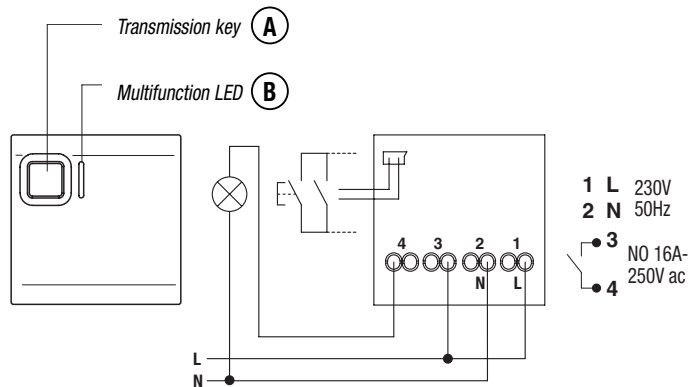 Transmission key A
Multifunction LED B
4 3 2 1
N L
1 L 230V
2 N 50Hz
3 NO 16A-
4 250V ac
L
N